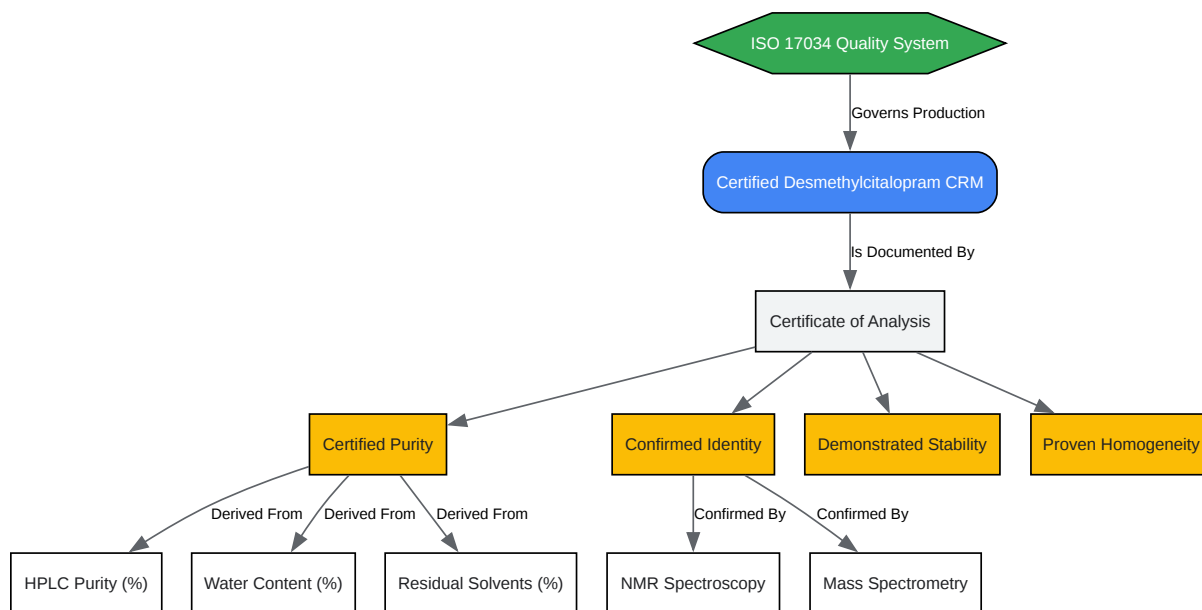 ISO 17034 Quality System
Governs Production
Certified Desmethylcitalopram CRM
Is Documented By
Certificate of Analysis
Certified Purity
Confirmed Identity
Demonstrated Stability
Proven Homogeneity
Derived From
Derived From
Derived From
Confirmed By
Confirmed By
HPLC Purity (%)
Water Content (%)
Residual Solvents (%)
NMR Spectroscopy
Mass Spectrometry